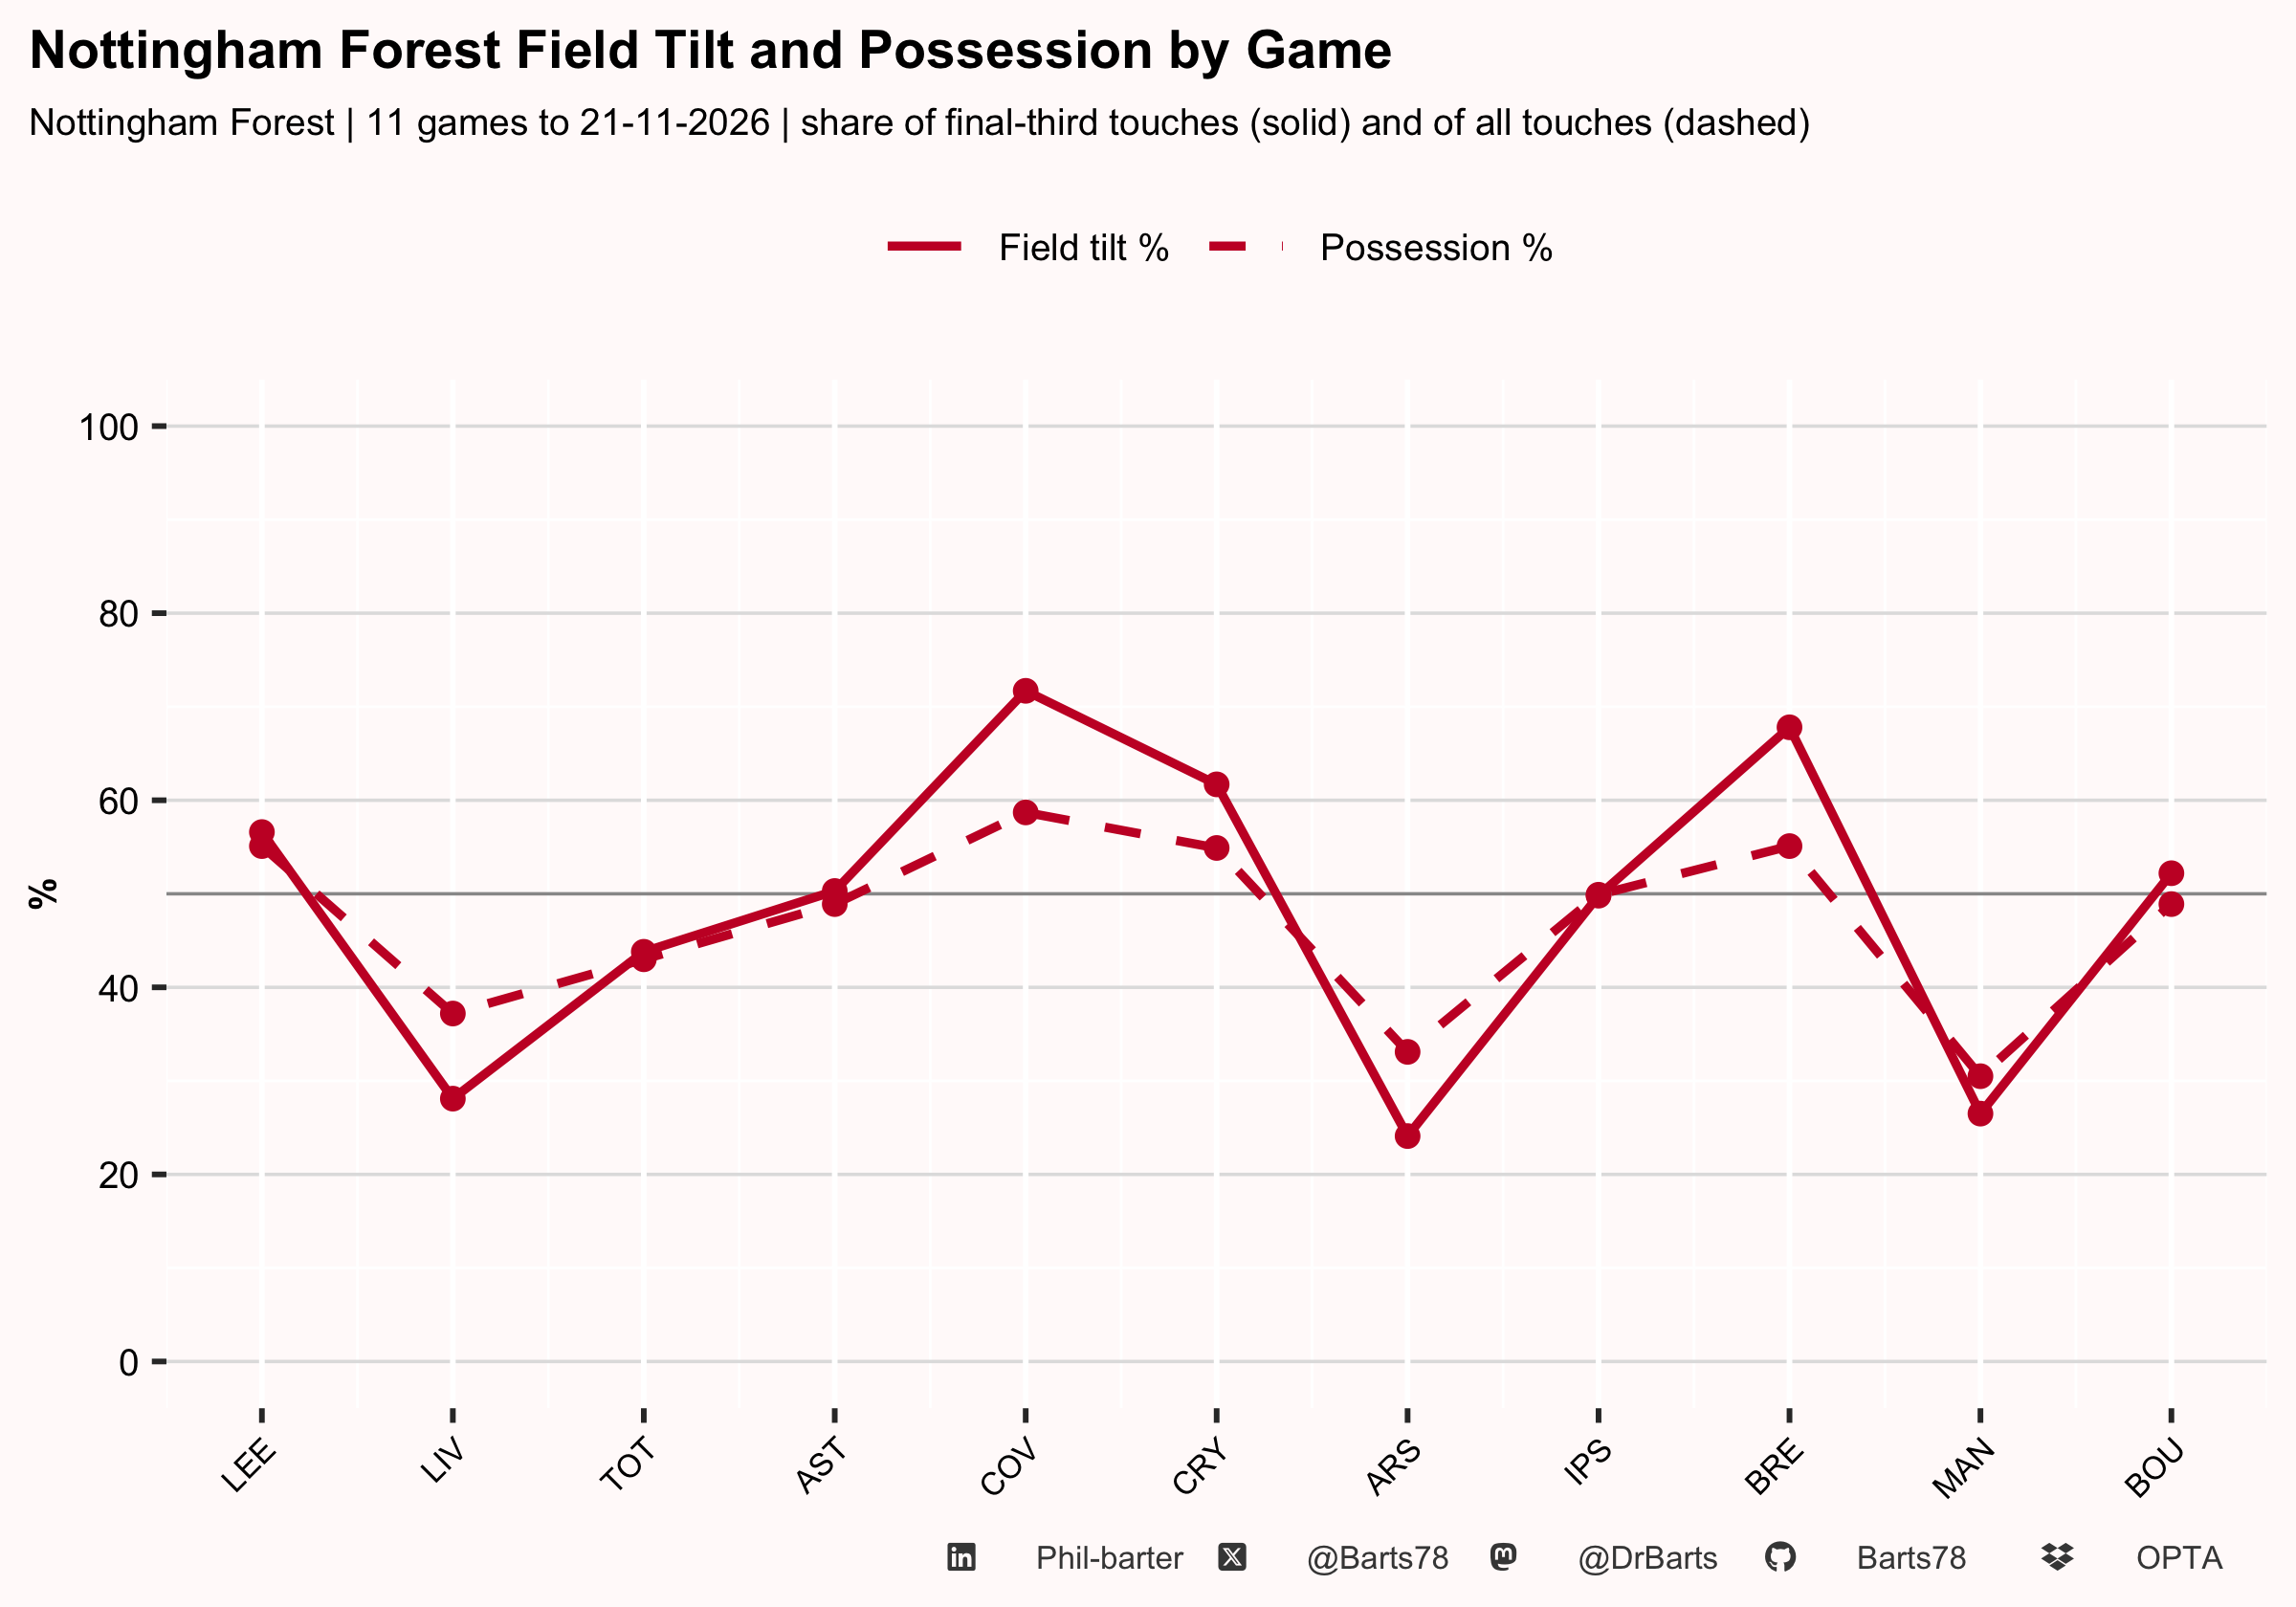 Nottingham Forest Field Tilt and Possession by Game
Nottingham Forest | 11 games to 21-11-2026 | share of final-third touches (solid) and of all touches (dashed)
Field tilt % Possession %
100
80
60
40
20
0
%
LEE LIV TOT AST COV CRY ARS IPS BRE MAN BOU
Phil-barter @Barts78 @DrBarts Barts78 OPTA